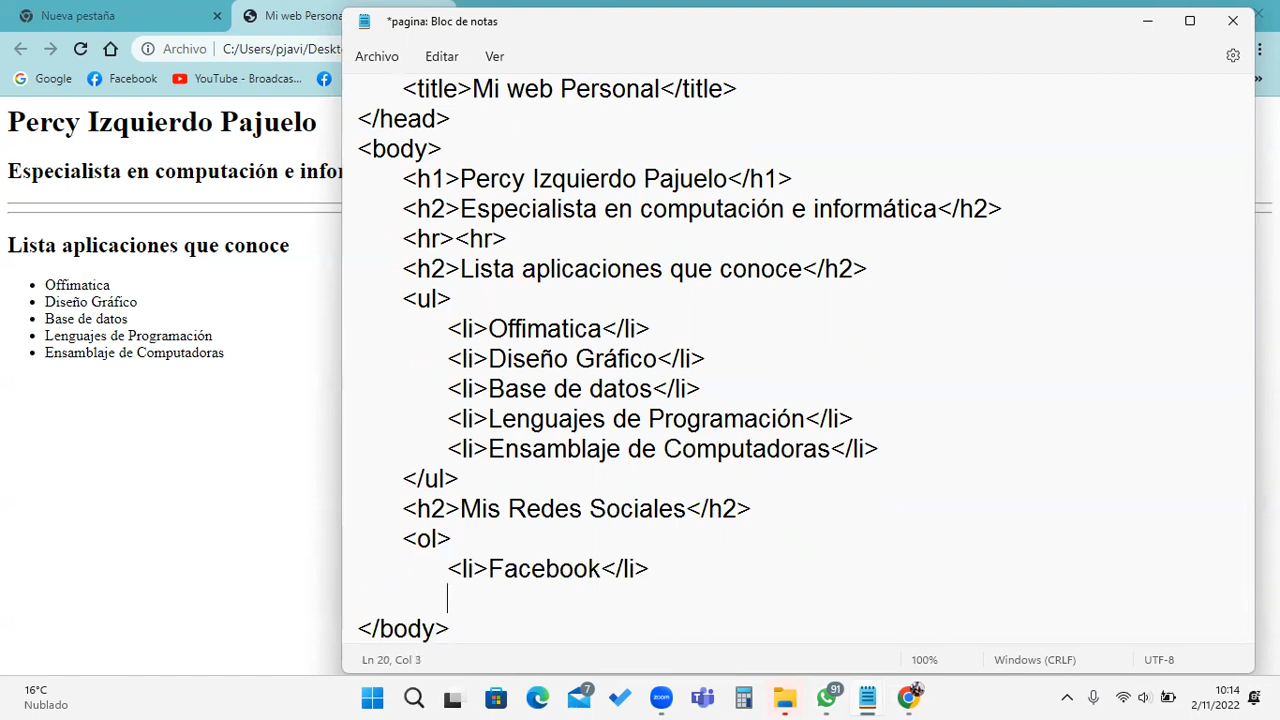 Nueva pestaña
Mi web Persona
*pagina: Bloc de notas
Archivo
C:/Users/pjavi/Deskt
Archivo Editar Ver
Google Facebook YouTube - Broadcas...
Percy Izquierdo Pajuelo
Especialista en computación e infor
Lista aplicaciones que conoce
• Offimatica
• Diseño Gráfico
• Base de datos
• Lenguajes de Programación
• Ensamblaje de Computadoras
<title>Mi web Personal</title>
</head>
<body>
<h1>Percy Izquierdo Pajuelo</h1>
<h2>Especialista en computación e informática</h2>
<hr><hr>
<h2>Lista aplicaciones que conoce</h2>
<ul>
<li>Offimatica</li>
<li>Diseño Gráfico</li>
<li>Base de datos</li>
<li>Lenguajes de Programación</li>
<li>Ensamblaje de Computadoras</li>
</ul>
<h2>Mis Redes Sociales</h2>
<ol>
<li>Facebook</li>
</body>
Ln 20, Col 3 100% Windows (CRLF) UTF-8
16°C
Nublado
7
91
10:14
2/11/2022